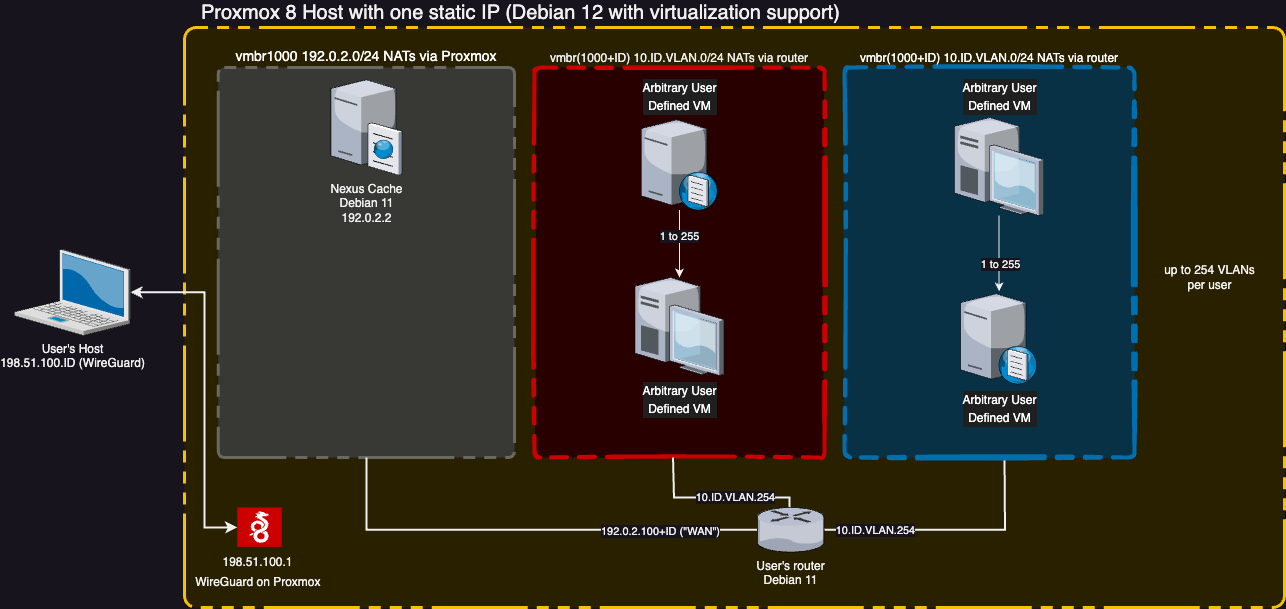 Proxmox 8 Host with one static IP (Debian 12 with virtualization support)
vmbr1000 192.0.2.0/24 NATs via Proxmox
Nexus Cache
Debian 11
192.0.2.2
vmbr(1000+ID) 10.ID.VLAN.0/24 NATs via router
Arbitrary User
Defined VM
1 to 255
Arbitrary User
Defined VM
vmbr(1000+ID) 10.ID.VLAN.0/24 NATs via router
Arbitrary User
Defined VM
1 to 255
Arbitrary User
Defined VM
up to 254 VLANs
per user
User's Host
198.51.100.ID (WireGuard)
10.ID.VLAN.254
192.0.2.100+ID ("WAN")
10.ID.VLAN.254
198.51.100.1
WireGuard on Proxmox
User's router
Debian 11